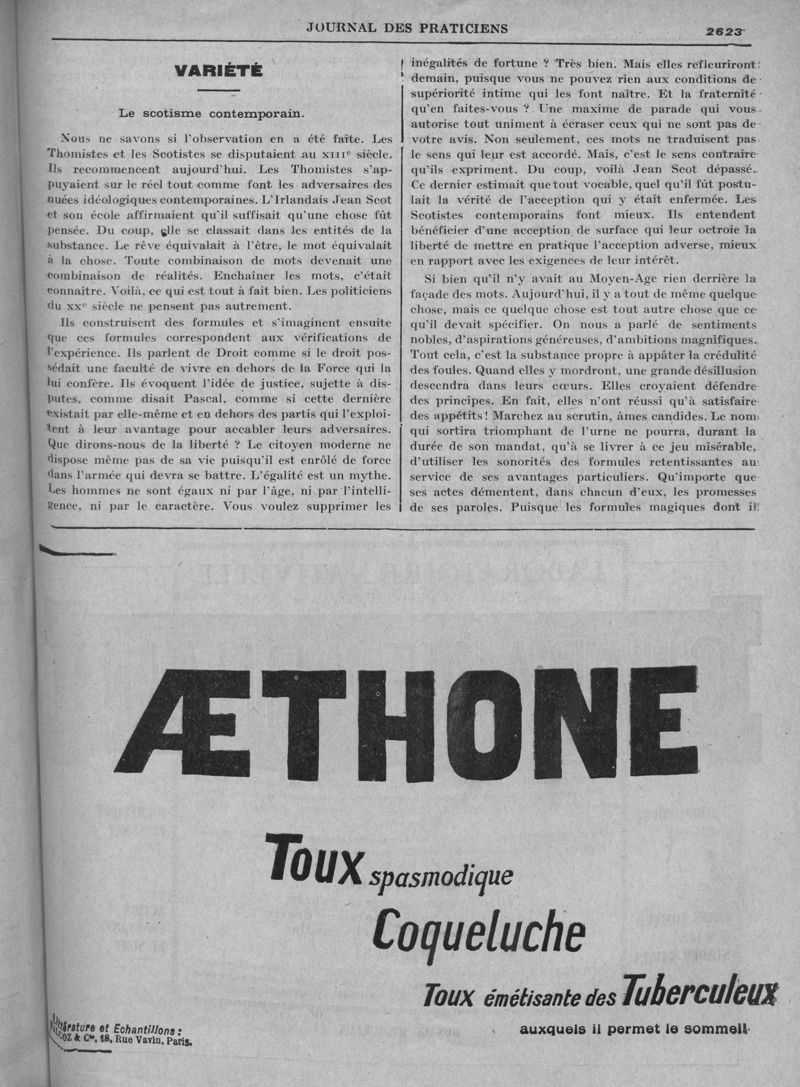 JOURNAL DES PRATICIENS
2623
VARIÉTÉ
Le scotisme contemporain.
Nous ne savons si l'observation en a été faite. Les
Thomistes et les Scotistes se disputaient au XIIIe siècle.
Ils recommencent aujourd'hui. Les Thomistes s'ap-
puyaient sur le réel tout comme font les adversaires des
nuées idéologiques contemporaines. L'Irlandais Jean Scot
et son école affirmaient qu'il suffisait qu'une chose fût
pensée. Du coup, elle se classait dans les entités de la
substance. Le rêve équivalait à l'être, le mot équivalait
à la chose. Toute combinaison de mots devenait une
combinaison de réalités. Enchaîner les mots, c'était
connaître. Voilà, ce qui est tout à fait bien. Les politiciens
du XXe siècle ne pensent pas autrement.
Ils construisent des formules et s'imaginent ensuite
que ces formules correspondent aux vérifications de
l'expérience. Ils parlent de Droit comme si le droit pos-
sédait une faculté de vivre en dehors de la Force qui la
lui confère. Ils évoquent l'idée de justice, sujette à dis-
putes, comme disait Pascal, comme si cette dernière
existait par elle-même et en dehors des partis qui l'exploi-
tent à leur avantage pour accabler leurs adversaires.
Que dirons-nous de la liberté ? Le citoyen moderne ne
dispose même pas de sa vie puisqu'il est enrôlé de force
dans l'armée qui devra se battre. L'égalité est un mythe.
Les hommes ne sont égaux ni par l'âge, ni par l'intelli-
gence, ni par le caractère. Vous voulez supprimer les
inégalités de fortune ? Très bien. Mais elles refleuriront
demain, puisque vous ne pouvez rien aux conditions de
supériorité intime qui les font naître. Et la fraternité
qu'en faites-vous ? Une maxime de parade qui vous
autorise tout uniment à écraser ceux qui ne sont pas de
votre avis. Non seulement, ces mots ne traduisent pas
le sens qui leur est accordé. Mais, c'est le sens contraire
qu'ils expriment. Du coup, voilà Jean Scot dépassé.
Ce dernier estimait que tout vocable, quel qu'il fût postu-
lait la vérité de l'acception qui y était enfermée. Les
Scotistes contemporains font mieux. Ils entendent
bénéficier d'une acception de surface qui leur octroie la
liberté de mettre en pratique l'acception adverse, mieux
en rapport avec les exigences de leur intérêt.
Si bien qu'il n'y avait au Moyen-Age rien derrière la
façade des mots. Aujourd'hui, il y a tout de même quelque
chose, mais ce quelque chose est tout autre chose que ce
qu'il devait spécifier. On nous a parlé de sentiments
nobles, d'aspirations généreuses, d'ambitions magnifiques.
Tout cela, c'est la substance propre à appâter la crédulité
des foules. Quand elles y mordront, une grande désillusion
descendra dans leurs cœurs. Elles croyaient défendre
des principes. En fait, elles n'ont réussi qu'à satisfaire
des appétits ! Marchez au scrutin, âmes candides. Le nom
qui sortira triomphant de l'urne ne pourra, durant la
durée de son mandat, qu'à se livrer à ce jeu misérable,
d'utiliser les sonorités des formules retentissantes au
service de ses avantages particuliers. Qu'importe que
ses actes démentent, dans chacun d'eux, les promesses
de ses paroles. Puisque les formules magiques dont il
ÆTHONE
Toux spasmodique
Coqueluche
Toux émétisante des Tuberculeux
auxquels il permet le sommeil
et Echantillons :
& Cie, 18, Rue Vavin, Paris.